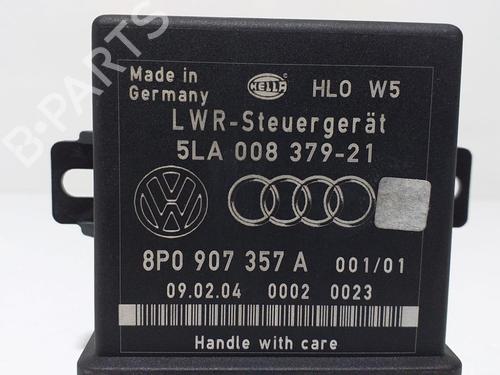 B-PARTS
Made in
Germany
HELLA
HLO W5
LWR-Steuergerät
5LA 008 379-21
8P0 907 357 A 001/01
09.02.04 0002 0023
Handle with care